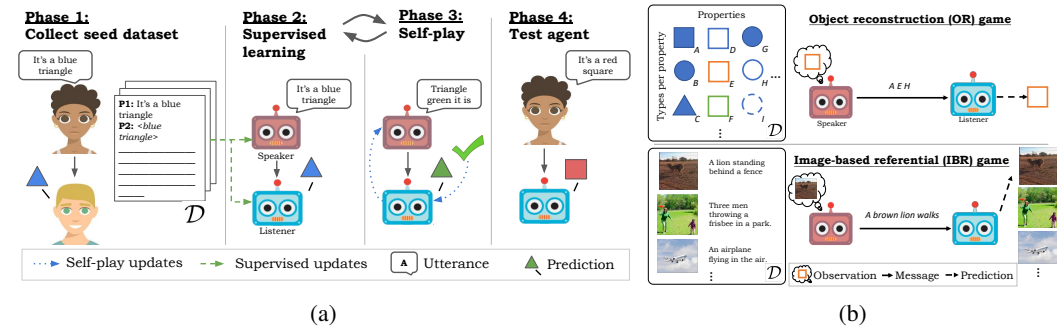 Phase 1:
Collect seed dataset
It's a blue
triangle
P1: It's a blue
triangle
P2: <blue
triangle>
D
Phase 2:
Supervised
learning
It's a blue
triangle
Speaker
Listener
Phase 3:
Self-play
Triangle
green it is
Phase 4:
Test agent
It's a red
square
Self-play updates
Supervised updates
A
Utterance
Prediction
(a)
Properties
Types per property
A
D
G
B
E
H
...
C
F
I
D
Object reconstruction (OR) game
A E H
Speaker
Listener
A lion standing
behind a fence
Three men
throwing a
frisbee in a park.
An airplane
flying in the air.
D
Image-based referential (IBR) game
A brown lion walks
Observation
Message
Prediction
(b)